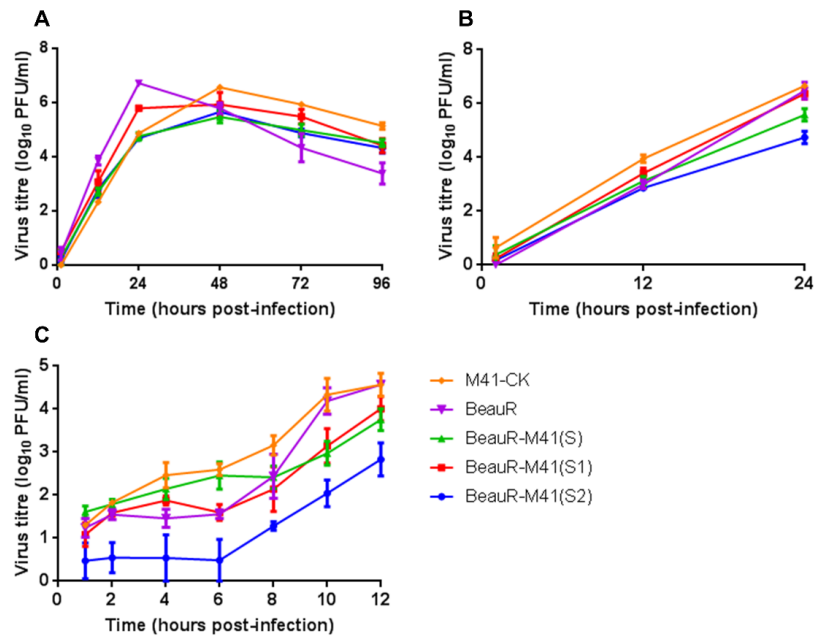 A
Virus titre (log10 PFU/ml)
8
6
4
2
0
0 24 48 72 96
Time (hours post-infection)
B
Virus titre (log10 PFU/ml)
8
6
4
2
0
0 12 24
Time (hours post-infection)
C
Virus titre (log10 PFU/ml)
5
4
3
2
1
0
0 2 4 6 8 10 12
Time (hours post-infection)
M41-CK
BeauR
BeauR-M41(S)
BeauR-M41(S1)
BeauR-M41(S2)